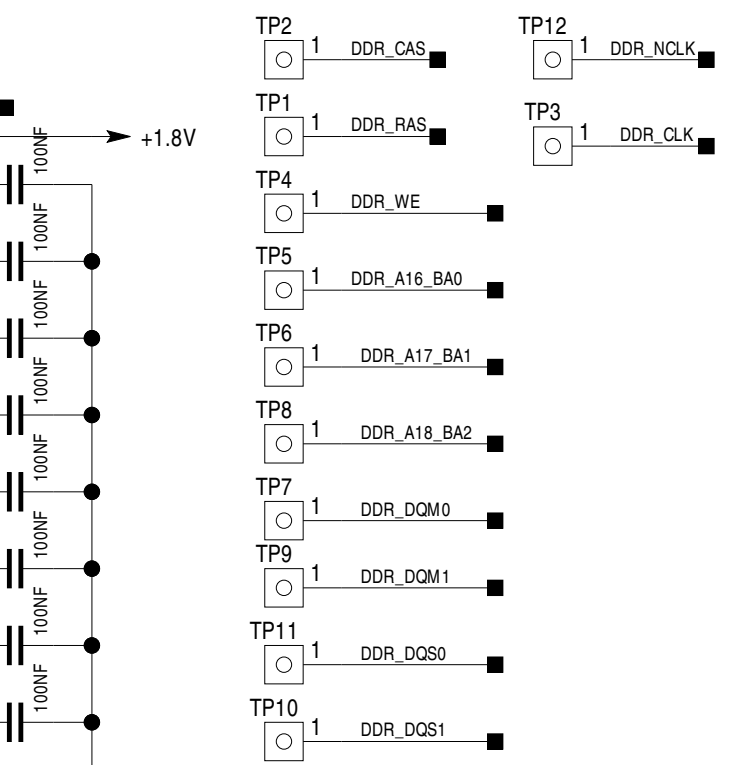 TP2
1 DDR_CAS
TP12
1 DDR_NCLK
TP1
1 DDR_RAS
TP3
1 DDR_CLK
+1.8V
100NF
TP4
1 DDR_WE
100NF
TP5
1 DDR_A16_BA0
100NF
TP6
1 DDR_A17_BA1
100NF
TP8
1 DDR_A18_BA2
100NF
TP7
1 DDR_DQM0
100NF
TP9
1 DDR_DQM1
100NF
TP11
1 DDR_DQS0
100NF
TP10
1 DDR_DQS1